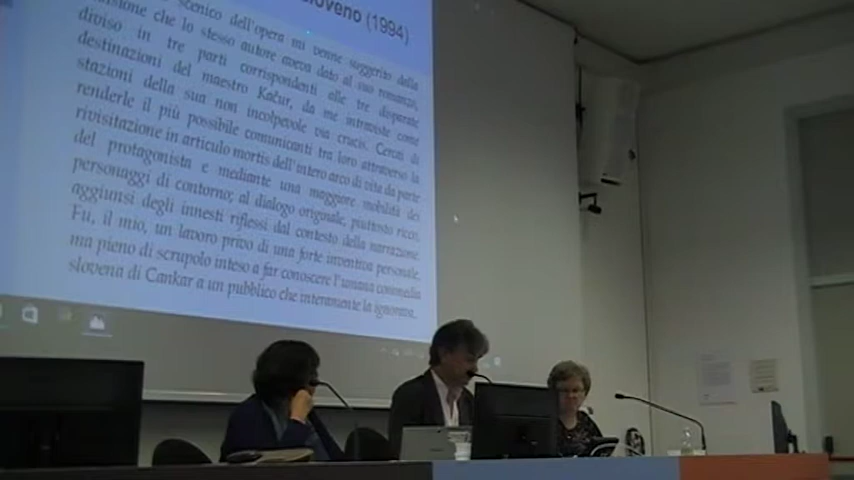 sloveno (1994)
scenico dell'opera mi venne suggerito dalla
che lo stesso autore aveva dato al suo romanzo,
diviso in tre parti corrispondenti alle tre disparate
destinazioni del maestro Kačur, da me intraviste come
stazioni della sua non incolpevole via crucis. Cercai di
renderle il più possibile comunicanti tra loro attraverso la
rivisitazione in articulo mortis dell'intero arco di vita da parte
del protagonista e mediante una maggiore mobilità dei
personaggi di contorno; al dialogo originale, piuttosto ricco,
aggiunsi degli innesti riflessi dal contesto della narrazione.
Fu, il mio, un lavoro privo di una forte inventiva personale,
ma pieno di scrupolo inteso a far conoscere l'umana commedia
slovena di Cankar a un pubblico che interamente la ignorava.